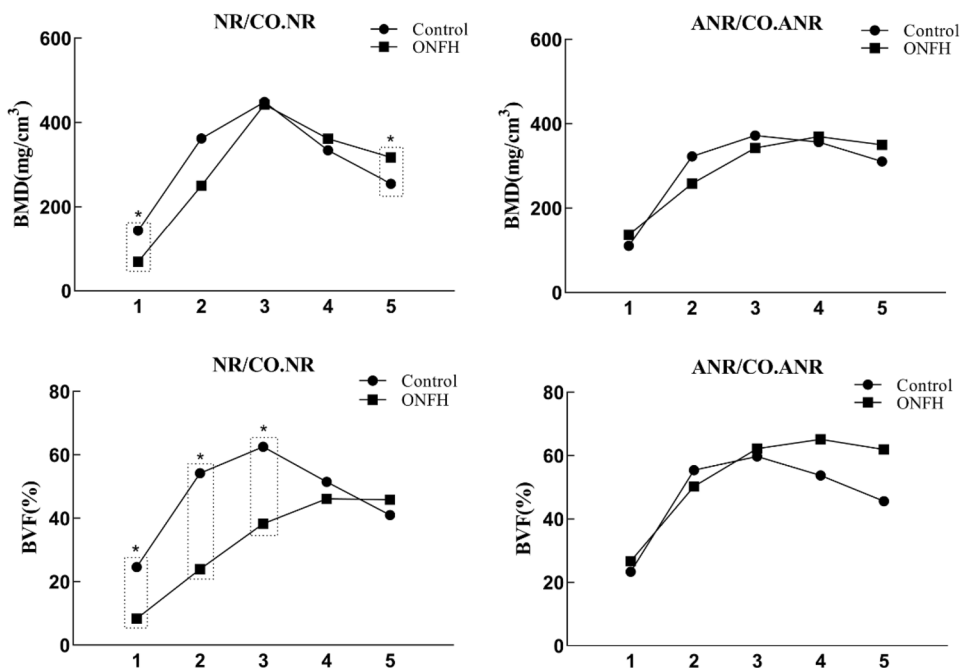 NR/CO.NR
Control
ONFH
BMD(mg/cm³)
600
400
200
0
*
*
1 2 3 4 5
ANR/CO.ANR
Control
ONFH
BMD(mg/cm³)
600
400
200
0
1 2 3 4 5
NR/CO.NR
Control
ONFH
BVF(%)
80
60
40
20
0
*
*
*
1 2 3 4 5
ANR/CO.ANR
Control
ONFH
BVF(%)
80
60
40
20
0
1 2 3 4 5